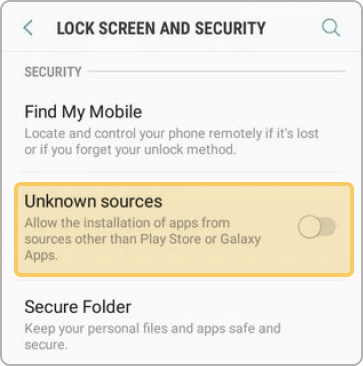 LOCK SCREEN AND SECURITY
SECURITY
Find My Mobile
Locate and control your phone remotely if it's lost
or if you forget your unlock method.
Unknown sources
Allow the installation of apps from
sources other than Play Store or Galaxy
Apps.
Secure Folder
Keep your personal files and apps safe and
secure.